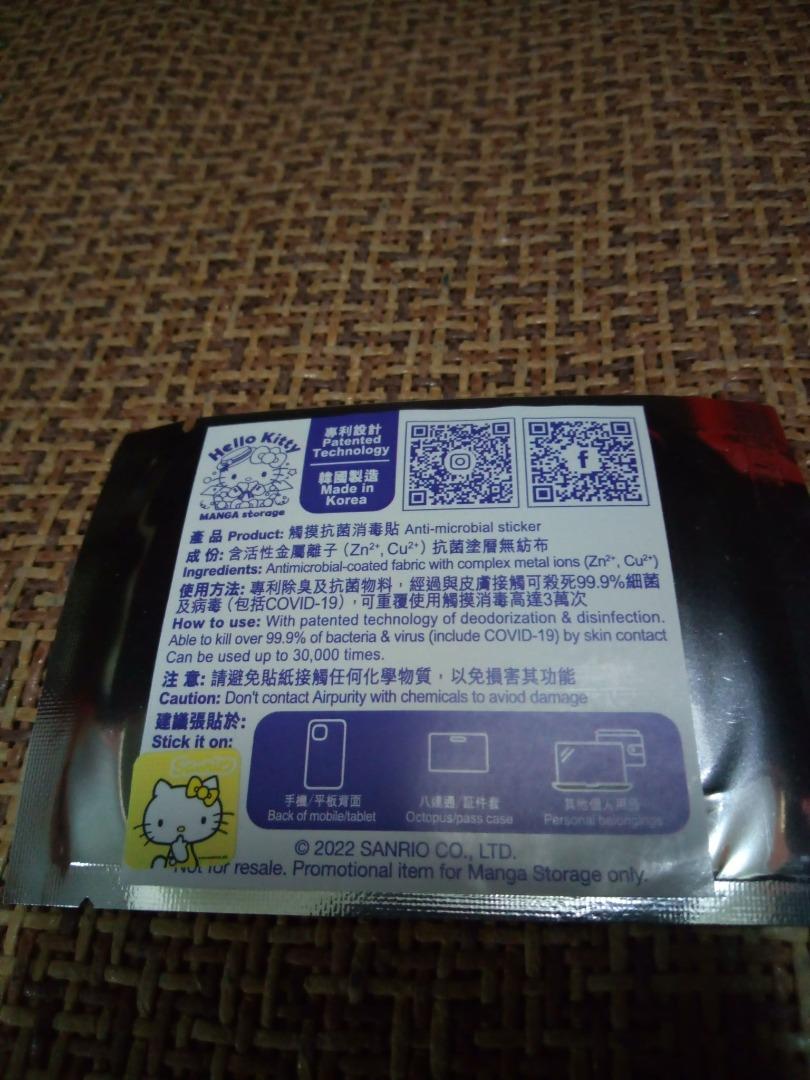 Hello Kitty
MANGA storage
專利設計
Patented
Technology
韓國製造
Made in
Korea
f
產 品 Product: 觸摸抗菌消毒貼 Anti-microbial sticker
成 份: 含活性金屬離子 (Zn²⁺, Cu²⁺) 抗菌塗層無紡布
Ingredients: Antimicrobial-coated fabric with complex metal ions (Zn²⁺, Cu²⁺)
使用方法: 專利除臭及抗菌物料，經過與皮膚接觸可殺死99.9%細菌
及病毒 (包括COVID-19)，可重覆使用觸摸消毒高達3萬次
How to use: With patented technology of deodorization & disinfection.
Able to kill over 99.9% of bacteria & virus (include COVID-19) by skin contact
Can be used up to 30,000 times.
注 意: 請避免貼紙接觸任何化學物質，以免損害其功能
Caution: Don't contact Airpurity with chemicals to aviod damage
建議張貼於:
Stick it on:
手機/平板背面
Back of mobile/tablet
八達通/証件套
Octopus/pass case
其他個人用品
Personal belongings
Sanrio
© 2022 SANRIO CO., LTD.
Not for resale. Promotional item for Manga Storage only.